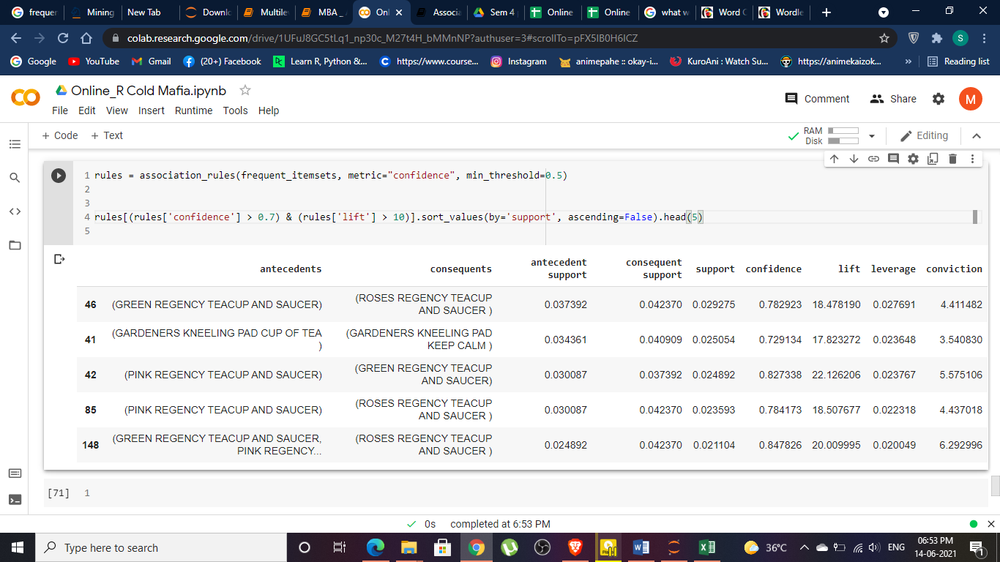 frequen
Mining
New Tab
Downlo
Multile
MBA_
Onl
Associa
Sem 4
Online
Online
what w
Word C
Wordle
colab.research.google.com/drive/1UFuJ8GC5tLq1_np30c_M27t4H_bMMnNP?authuser=3#scrollTo=pFX5IB0H6ICZ
S
Google
YouTube
Gmail
(20+) Facebook
Learn R, Python &...
https://www.course...
Instagram
animepahe :: okay-i...
KuroAni : Watch Su...
https://animekaizok...
»
Reading list
Online_R Cold Mafia.ipynb
Comment
Share
M
File Edit View Insert Runtime Tools Help
+ Code + Text
RAM
Disk
Editing
1 rules = association_rules(frequent_itemsets, metric="confidence", min_threshold=0.5)
2
3
4 rules[(rules['confidence'] > 0.7) & (rules['lift'] > 10)].sort_values(by='support', ascending=False).head(5)
5
antecedents consequents antecedent support consequent support support confidence lift leverage conviction
46 (GREEN REGENCY TEACUP AND SAUCER) (ROSES REGENCY TEACUP AND SAUCER ) 0.037392 0.042370 0.029275 0.782923 18.478190 0.027691 4.411482
41 (GARDENERS KNEELING PAD CUP OF TEA ) (GARDENERS KNEELING PAD KEEP CALM ) 0.034361 0.040909 0.025054 0.729134 17.823272 0.023648 3.540830
42 (PINK REGENCY TEACUP AND SAUCER) (GREEN REGENCY TEACUP AND SAUCER) 0.030087 0.037392 0.024892 0.827338 22.126206 0.023767 5.575106
85 (PINK REGENCY TEACUP AND SAUCER) (ROSES REGENCY TEACUP AND SAUCER ) 0.030087 0.042370 0.023593 0.784173 18.507677 0.022318 4.437018
148 (GREEN REGENCY TEACUP AND SAUCER, PINK REGENCY... (ROSES REGENCY TEACUP AND SAUCER ) 0.024892 0.042370 0.021104 0.847826 20.009995 0.020049 6.292996
[71] 1
0s completed at 6:53 PM
Type here to search
36°C
ENG
06:53 PM
14-06-2021
1